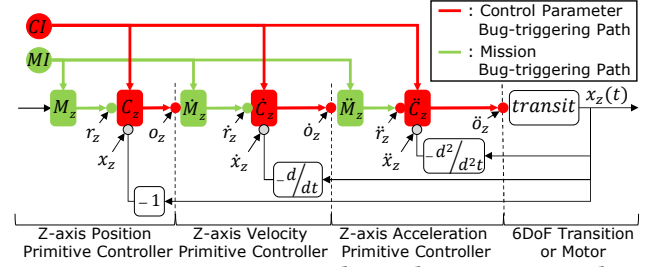 CI
MI
: Control Parameter
Bug-triggering Path
: Mission
Bug-triggering Path
M_z C_z Ṁ_z Ċ_z M̈_z C̈_z transit x_z(t)
r_z o_z ṙ_z ȯ_z r̈_z ö_z
x_z ẋ_z ẍ_z
-d²/d²t
-d/dt
-1
Z-axis Position
Primitive Controller
Z-axis Velocity
Primitive Controller
Z-axis Acceleration
Primitive Controller
6DoF Transition
or Motor